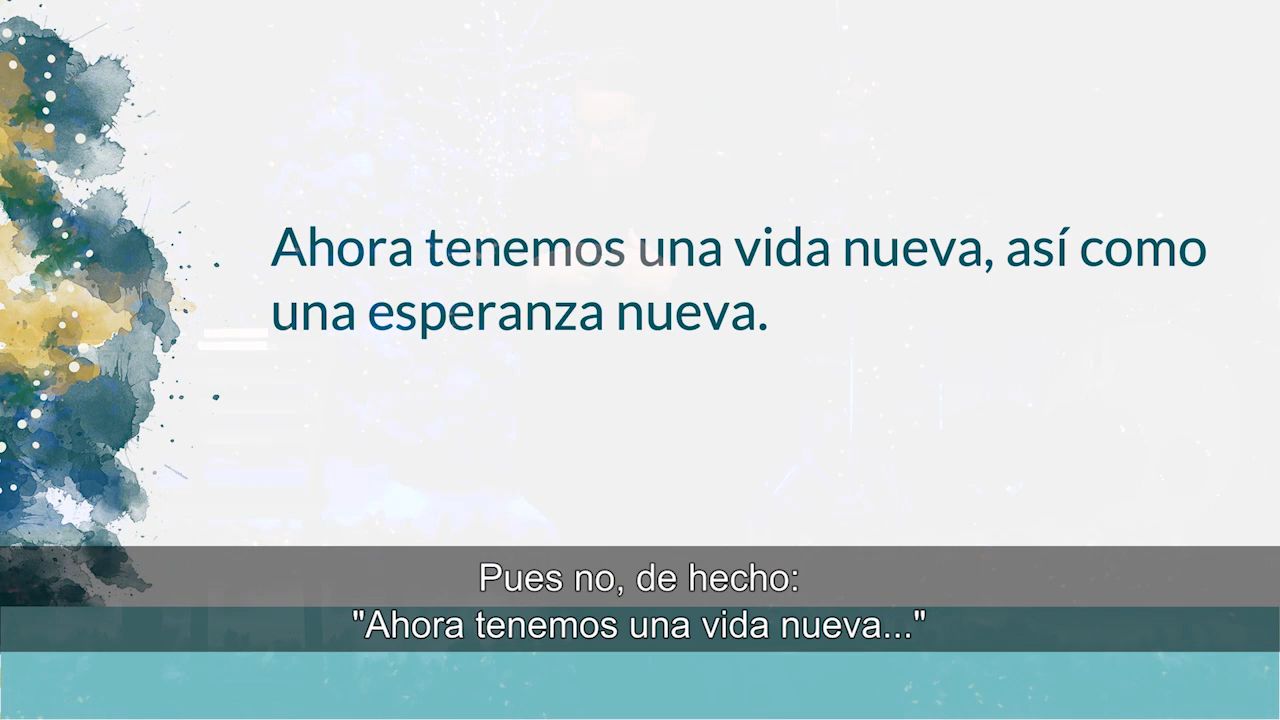 Ahora tenemos una vida nueva, así como
una esperanza nueva.
Pues no, de hecho:
"Ahora tenemos una vida nueva..."